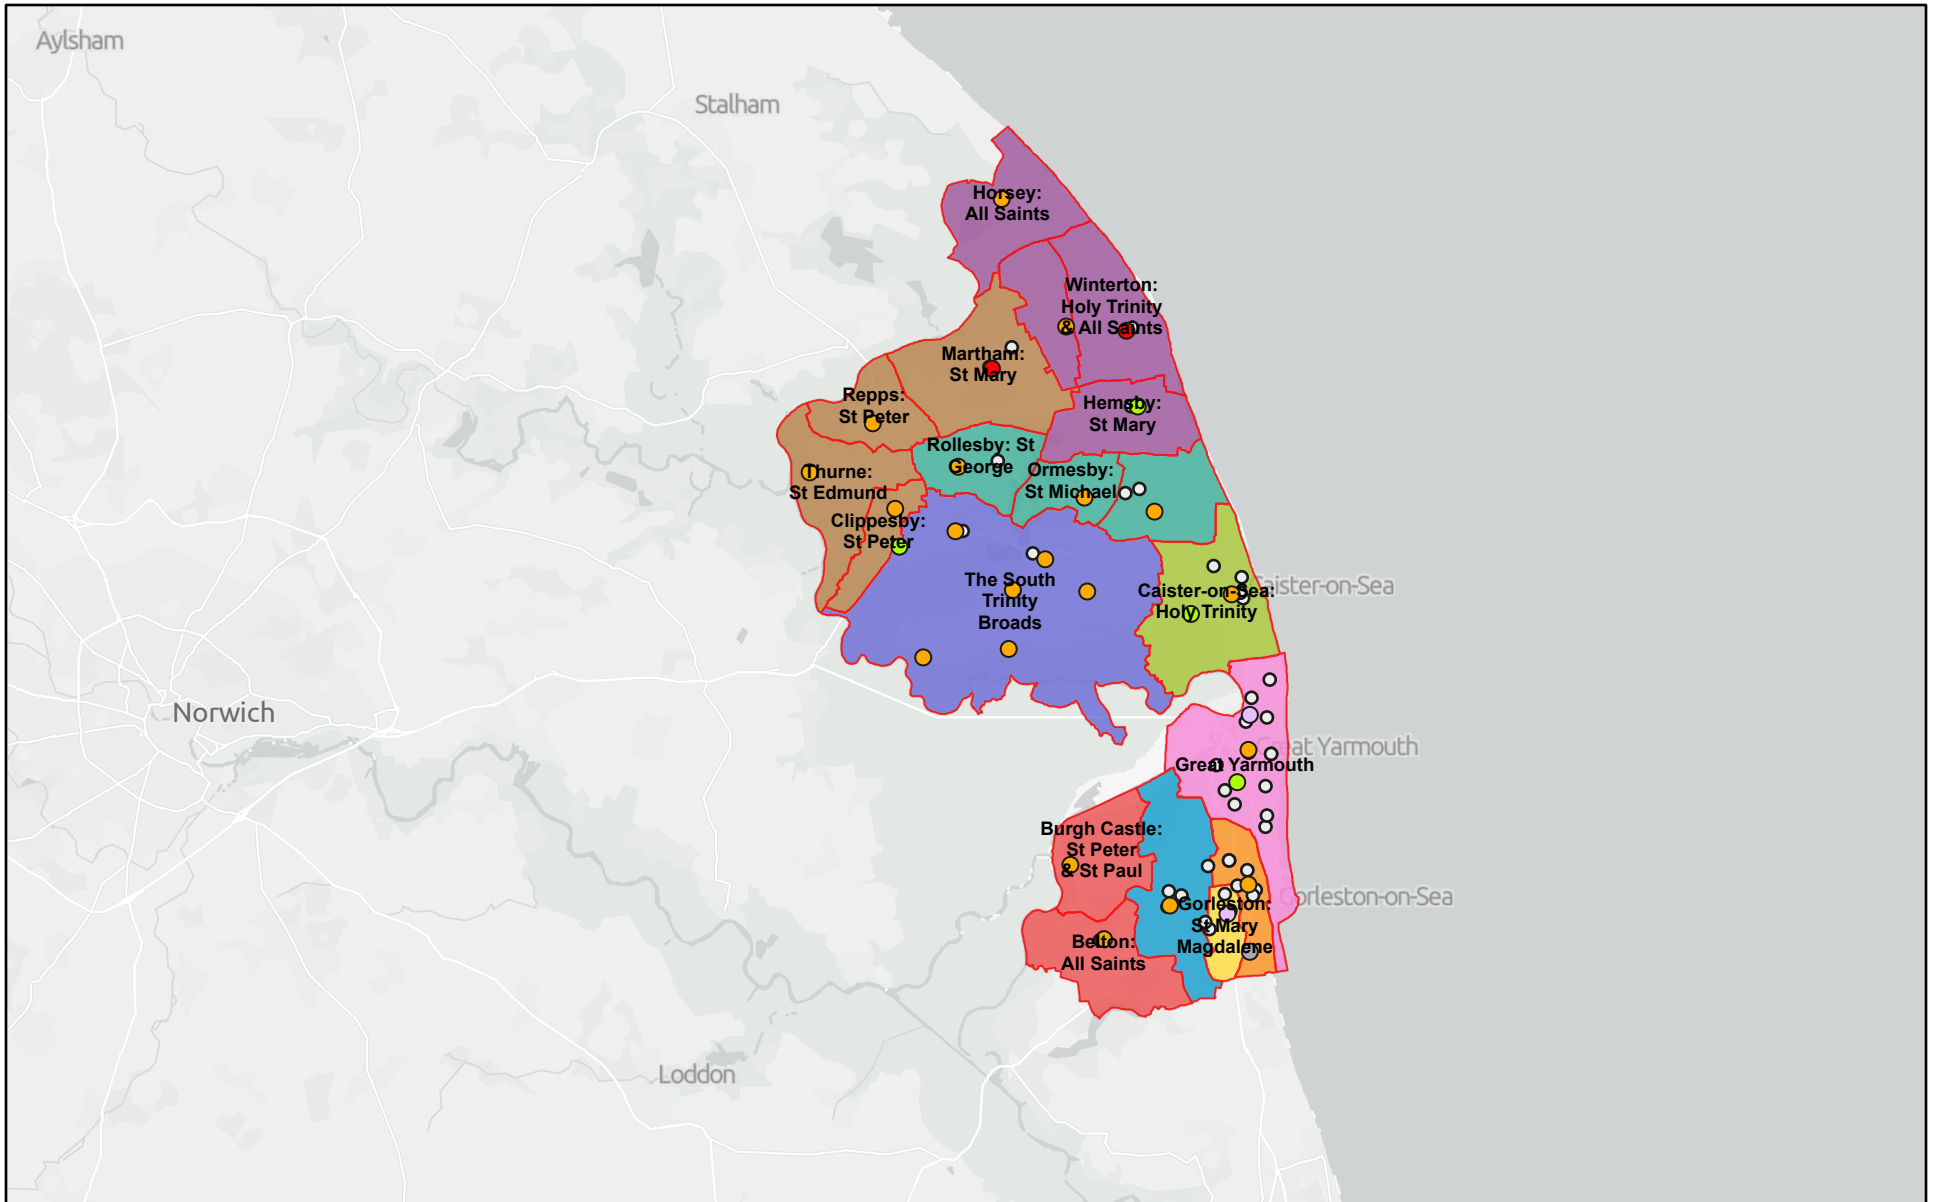 Aylsham
Stalham
Horsey:
All Saints
Winterton:
Holy Trinity
& All Saints
Martham:
St Mary
Repps:
St Peter
Hemsby:
St Mary
Rollesby: St
George
Ormesby:
St Michael
Thurne:
St Edmund
Clippesby:
St Peter
The South
Trinity
Broads
Caister-on-Sea:
Holy Trinity
Caister-on-Sea
Norwich
Great Yarmouth
Great Yarmouth
Burgh Castle:
St Peter
& St Paul
Gorleston-on-Sea
Gorleston:
St Mary
Magdalene
Belton:
All Saints
Loddon